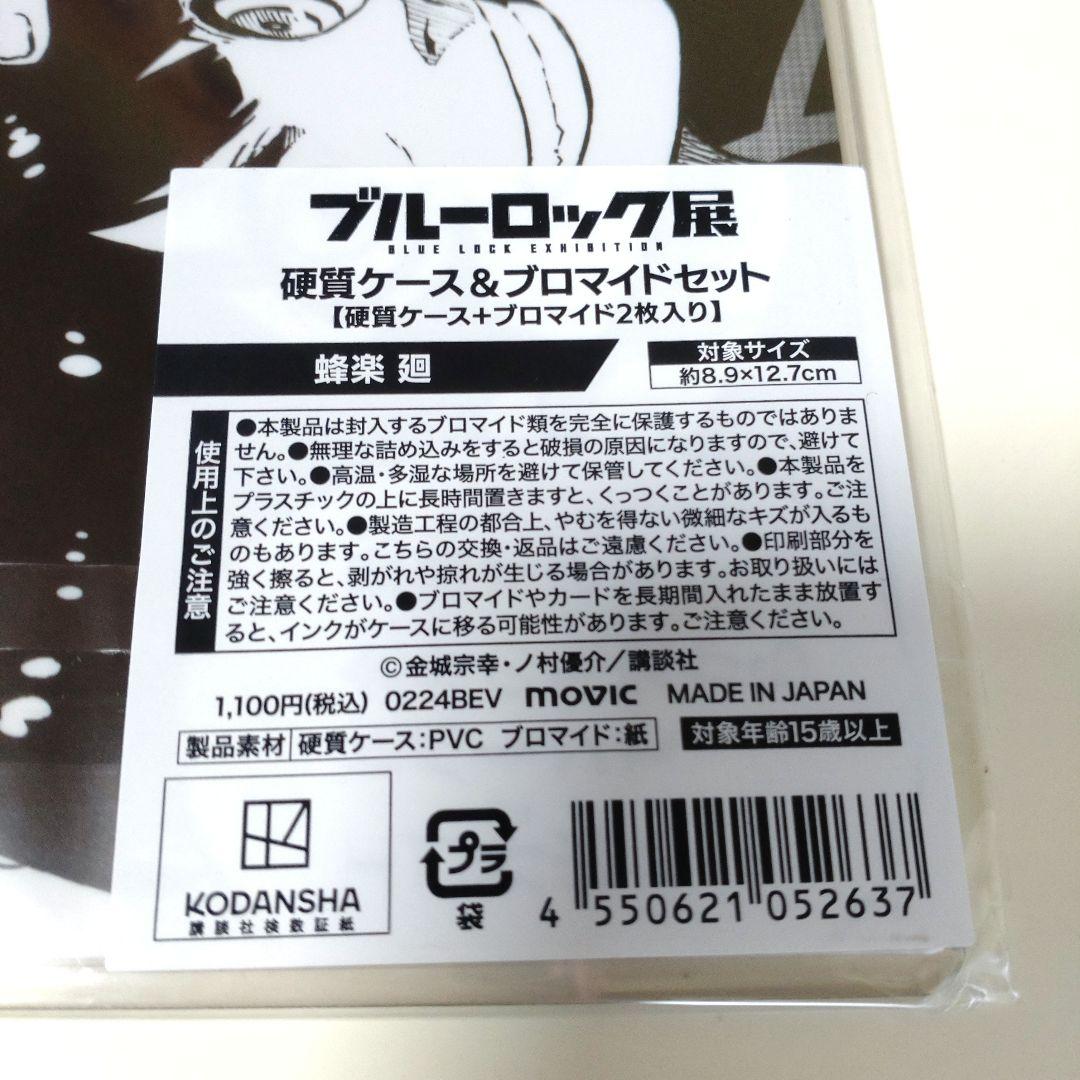 ブルーロック展
BLUE LOCK EXHIBITION
硬質ケース&ブロマイドセット
【硬質ケース+ブロマイド2枚入り】
蜂楽 廻
対象サイズ
約8.9×12.7cm
使用上のご注意
●本製品は封入するブロマイド類を完全に保護するものではありま
せん。●無理な詰め込みをすると破損の原因になりますので、避けて
下さい。●高温・多湿な場所を避けて保管してください。●本製品を
プラスチックの上に長時間置きますと、くっつくことがあります。ご注
意ください。●製造工程の都合上、やむを得ない微細なキズが入るも
のもあります。こちらの交換・返品はご遠慮ください。●印刷部分を
強く擦ると、剥がれや掠れが生じる場合があります。お取り扱いには
ご注意ください。●ブロマイドやカードを長期間入れたまま放置す
ると、インクがケースに移る可能性があります。ご注意ください。
©金城宗幸・ノ村優介/講談社
1,100円(税込) 0224BEV movic MADE IN JAPAN
製品素材 硬質ケース:PVC ブロマイド:紙
対象年齢15歳以上
KODANSHA
講談社検数証紙
プラ
袋
4 550621 052637